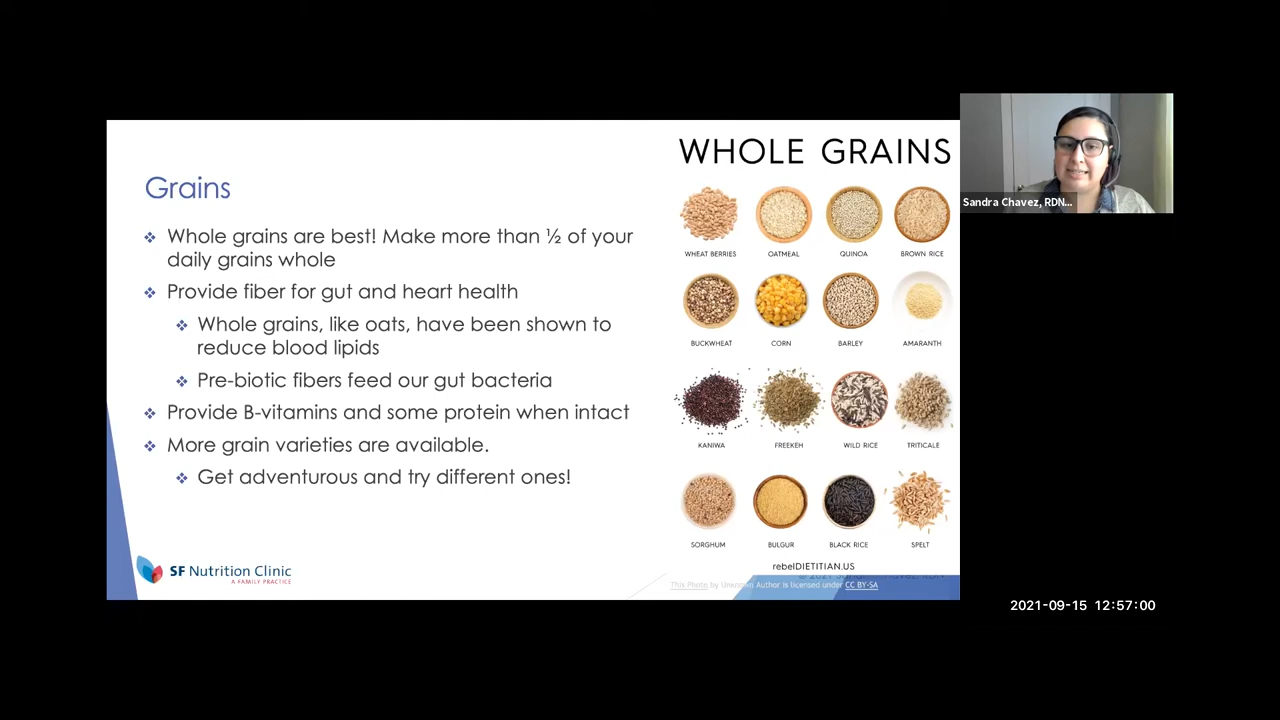 Grains
Whole grains are best! Make more than ½ of your
daily grains whole
Provide fiber for gut and heart health
Whole grains, like oats, have been shown to
reduce blood lipids
Pre-biotic fibers feed our gut bacteria
Provide B-vitamins and some protein when intact
More grain varieties are available.
Get adventurous and try different ones!
SF Nutrition Clinic
A FAMILY PRACTICE
WHOLE GRAINS
WHEAT BERRIES OATMEAL QUINOA BROWN RICE
BUCKWHEAT CORN BARLEY AMARANTH
KANIWA FREEKEH WILD RICE TRITICALE
SORGHUM BULGUR BLACK RICE SPELT
rebelDIETITIAN.US
© 2021 Chavez, RDN
This Photo by Unknown Author is licensed under CC BY-SA
Sandra Chavez, RDN...
2021-09-15 12:57:00